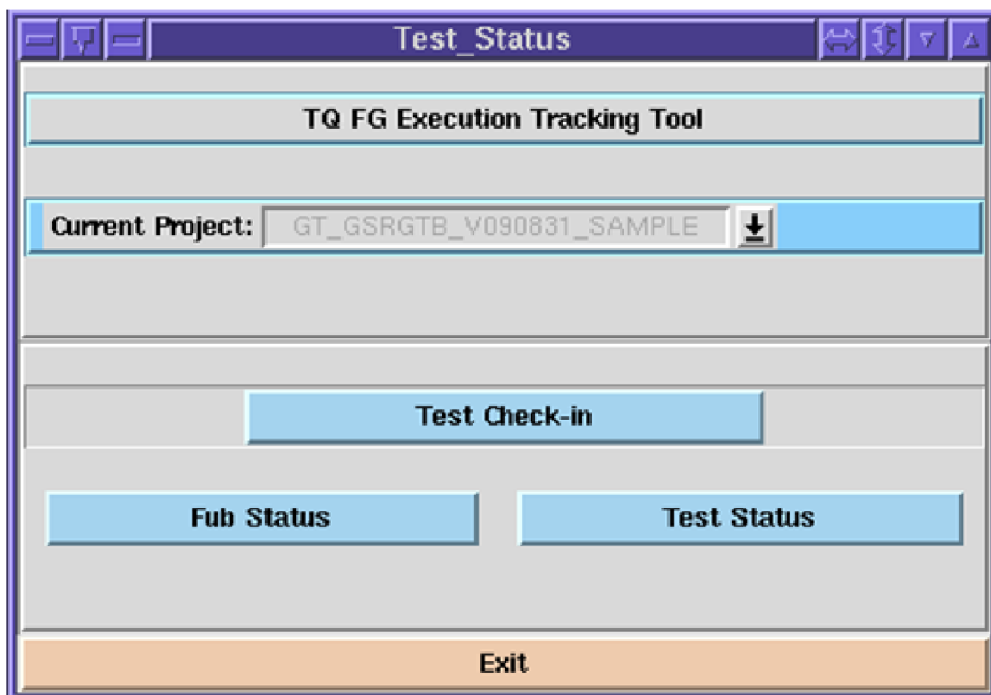 Test_Status
TQ FG Execution Tracking Tool
Current Project: GT_GSRGTB_V090831_SAMPLE
Test Check-in
Fub Status Test Status
Exit